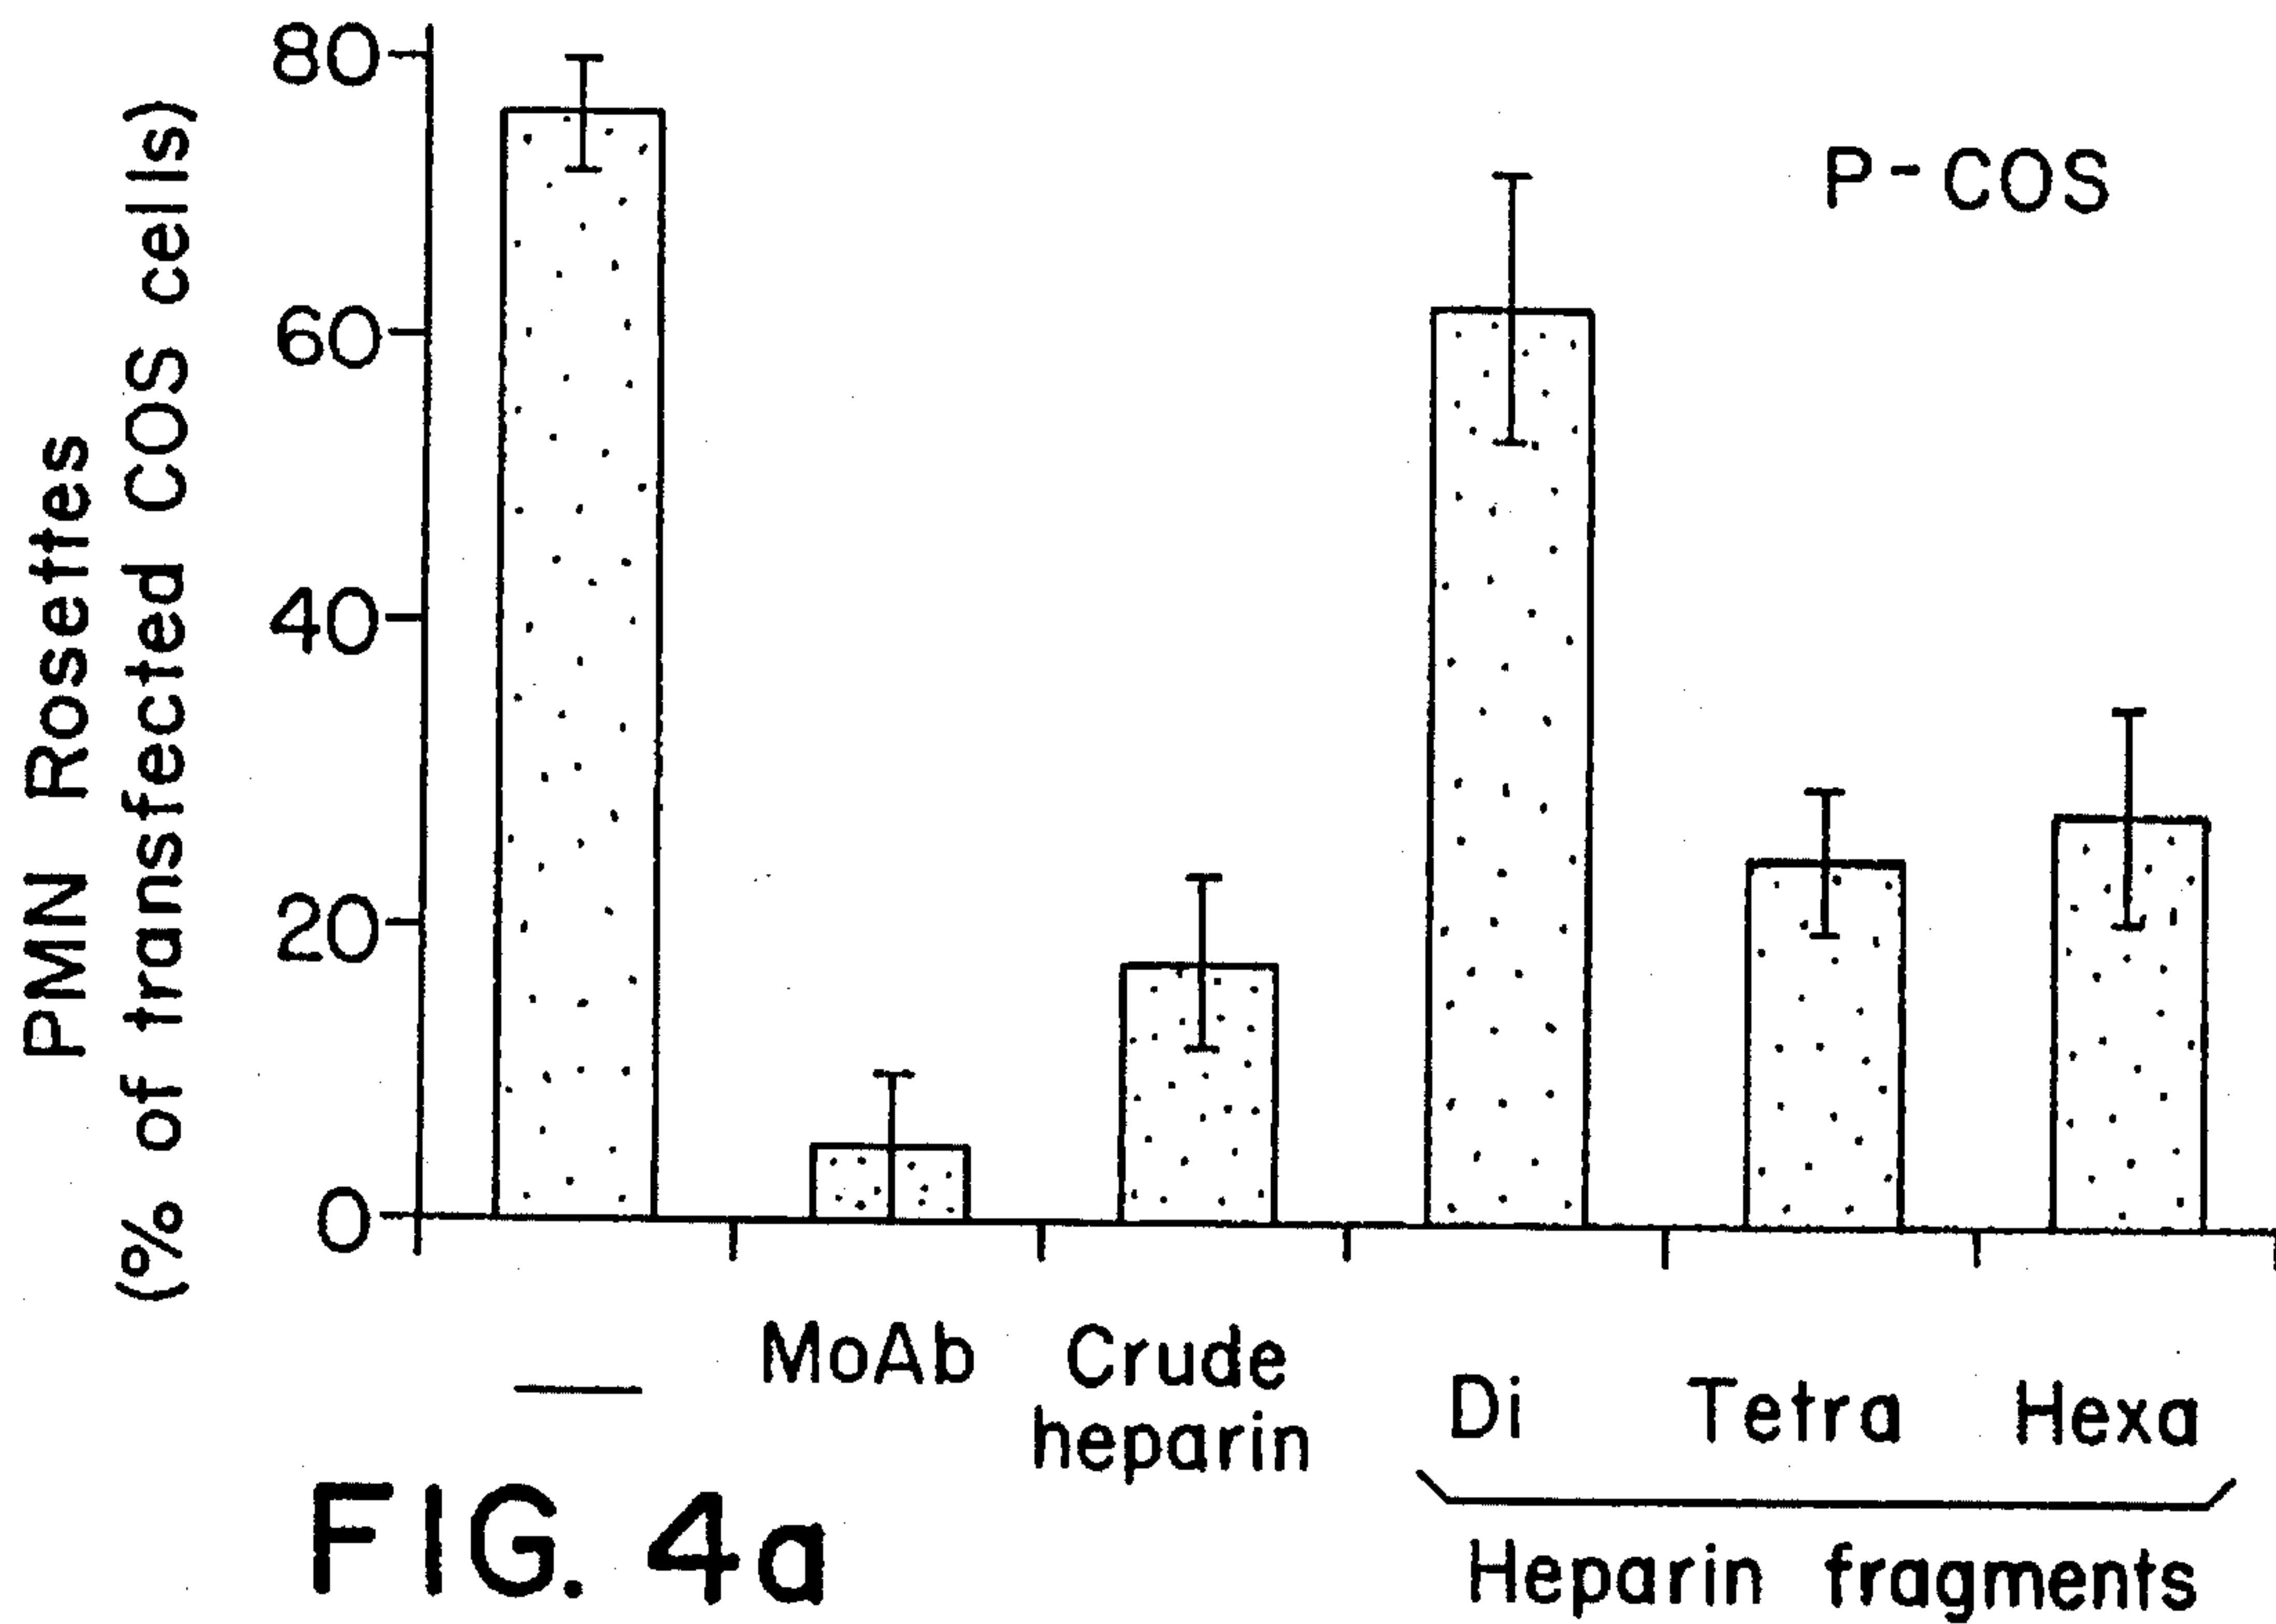 PMN Rosettes
(% of transfected COS cells)
80
60
40
20
0
P-COS
—
MoAb
Crude
heparin
Di
Tetra
Hexa
Heparin fragments
FIG. 4a